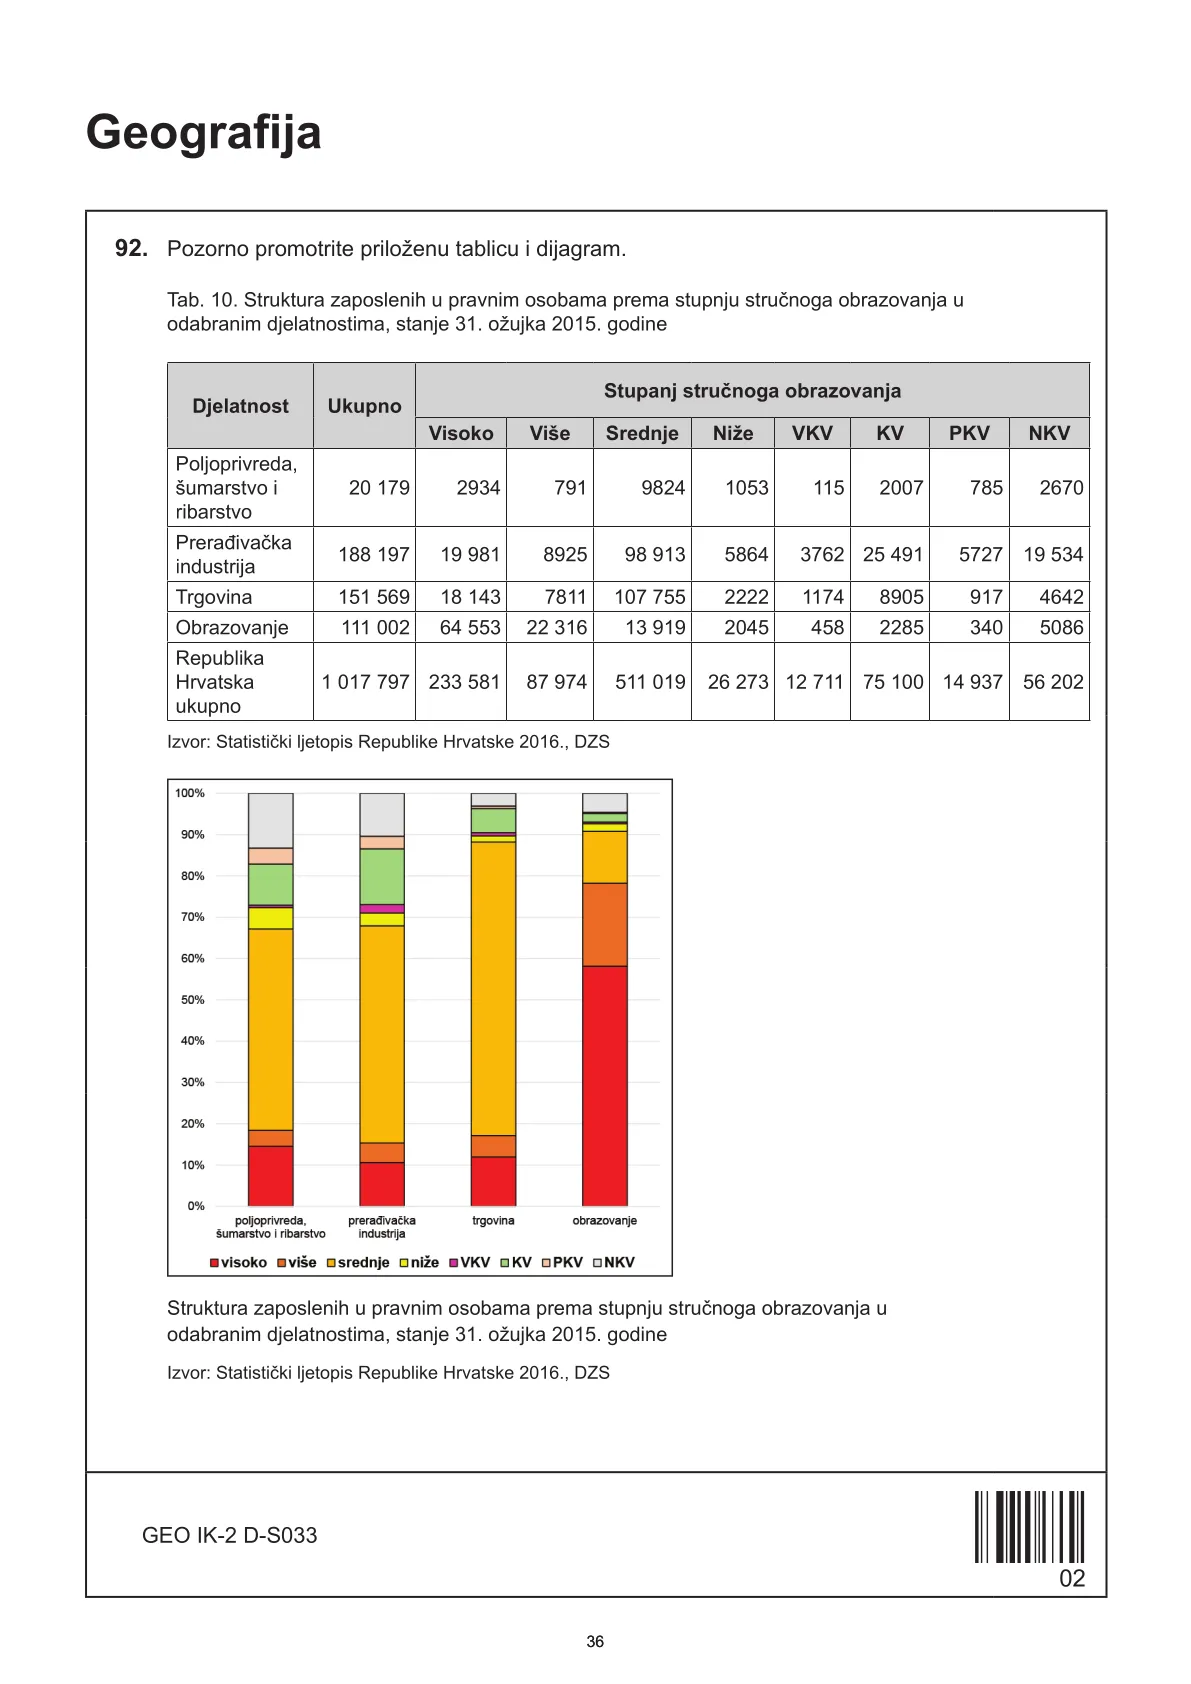 Geografija
92. Pozorno promotrite priloženu tablicu i dijagram.
Tab. 10. Struktura zaposlenih u pravnim osobama prema stupnju stručnoga obrazovanja u
odabranim djelatnostima, stanje 31. ožujka 2015. godine
Djelatnost Ukupno Stupanj stručnoga obrazovanja
Visoko Više Srednje Niže VKV KV PKV NKV
Poljoprivreda,
šumarstvo i
ribarstvo
20 179 2934 791 9824 1053 115 2007 785 2670
Prerađivačka
industrija
188 197 19 981 8925 98 913 5864 3762 25 491 5727 19 534
Trgovina 151 569 18 143 7811 107 755 2222 1174 8905 917 4642
Obrazovanje 111 002 64 553 22 316 13 919 2045 458 2285 340 5086
Republika
Hrvatska
ukupno
1 017 797 233 581 87 974 511 019 26 273 12 711 75 100 14 937 56 202
Izvor: Statistički ljetopis Republike Hrvatske 2016., DZS
100%
90%
80%
70%
60%
50%
40%
30%
20%
10%
0%
poljoprivreda,
šumarstvo i ribarstvo
prerađivačka
industrija
trgovina
obrazovanje
visoko više srednje niže VKV KV PKV NKV
Struktura zaposlenih u pravnim osobama prema stupnju stručnoga obrazovanja u
odabranim djelatnostima, stanje 31. ožujka 2015. godine
Izvor: Statistički ljetopis Republike Hrvatske 2016., DZS
GEO IK-2 D-S033
02
36